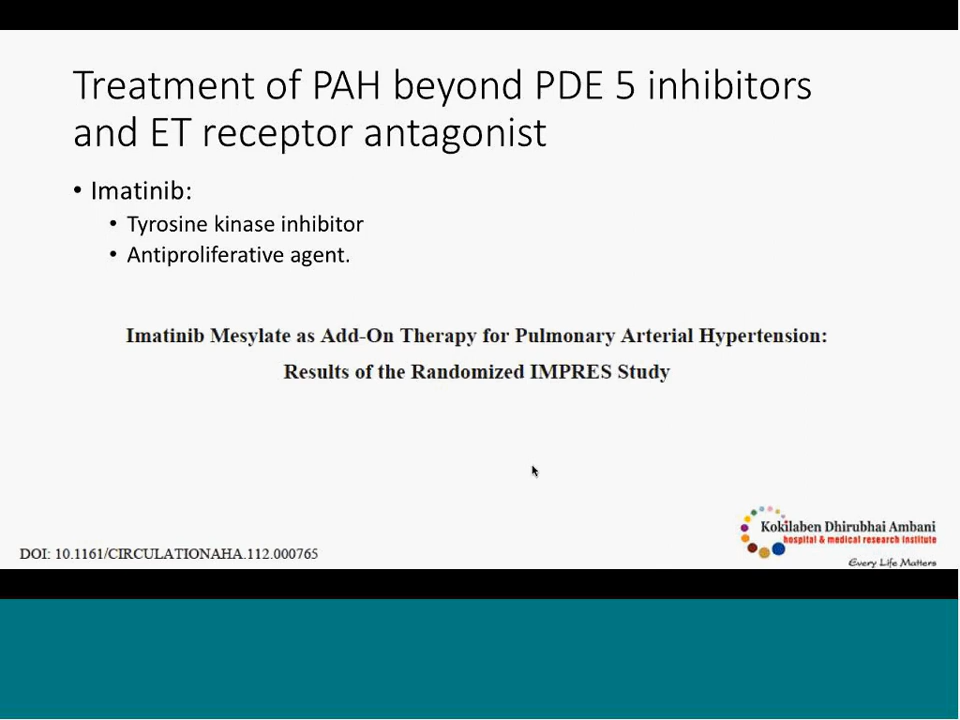 Treatment of PAH beyond PDE 5 inhibitors
and ET receptor antagonist
• Imatinib:
• Tyrosine kinase inhibitor
• Antiproliferative agent.
Imatinib Mesylate as Add-On Therapy for Pulmonary Arterial Hypertension:
Results of the Randomized IMPRES Study
Kokilaben Dhirubhai Ambani
hospital & medical research institute
Every Life Matters
DOI: 10.1161/CIRCULATIONAHA.112.000765